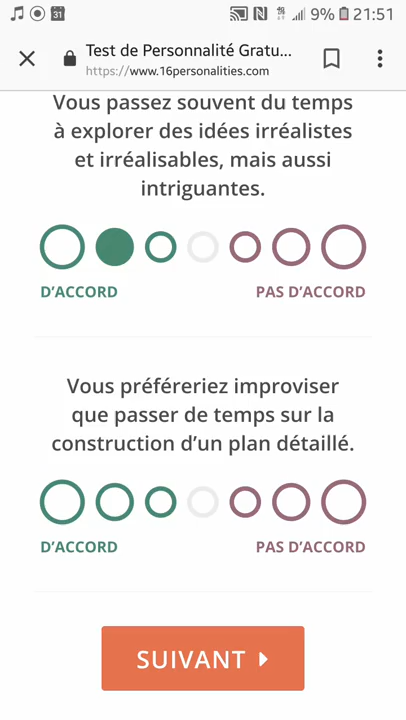 31 9% 21:51
Test de Personnalité Gratu...
https://www.16personalities.com
Vous passez souvent du temps
à explorer des idées irréalistes
et irréalisables, mais aussi
intriguantes.
D'ACCORD PAS D'ACCORD
Vous préféreriez improviser
que passer de temps sur la
construction d'un plan détaillé.
D'ACCORD PAS D'ACCORD
SUIVANT